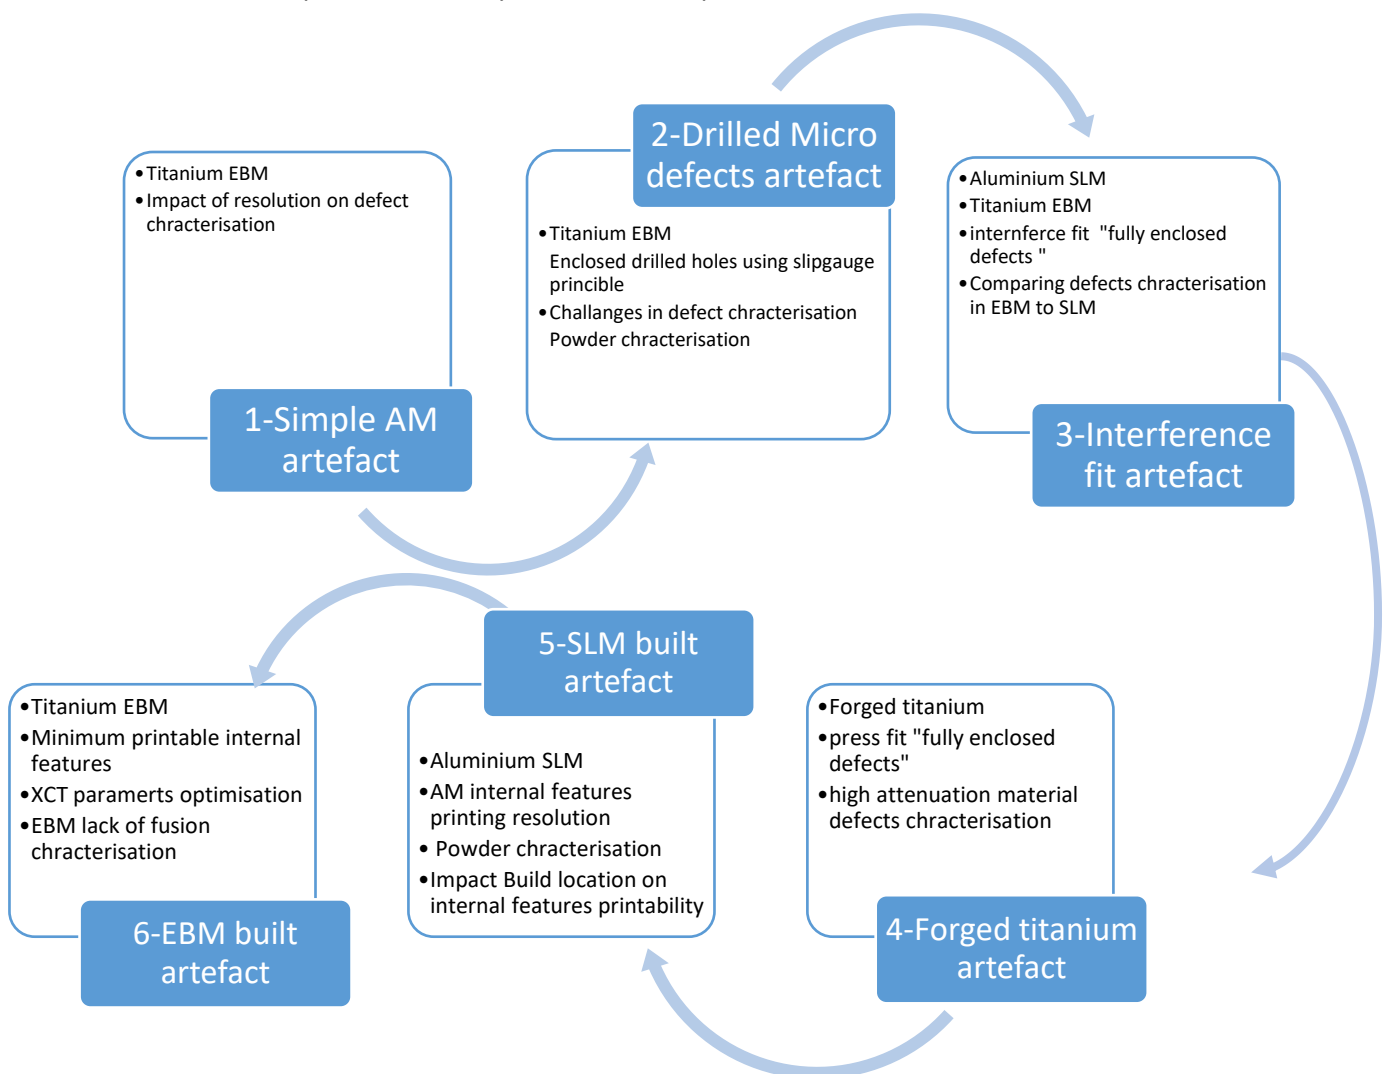 •Titanium EBM
•Impact of resolution on defect
chracterisation
1-Simple AM
artefact
2-Drilled Micro
defects artefact
•Titanium EBM
Enclosed drilled holes using slipgauge
princible
•Challanges in defect chracterisation
Powder chracterisation
•Aluminium SLM
•Titanium EBM
•internferce fit "fully enclosed
defects "
•Comparing defects chracterisation
in EBM to SLM
3-Interference
fit artefact
•Forged titanium
•press fit "fully enclosed
defects"
•high attenuation material
defects chracterisation
4-Forged titanium
artefact
5-SLM built
artefact
•Aluminium SLM
•AM internal features
printing resolution
• Powder chracterisation
•Impact Build location on
internal features printability
•Titanium EBM
•Minimum printable internal
features
•XCT paramerts optimisation
•EBM lack of fusion
chracterisation
6-EBM built
artefact